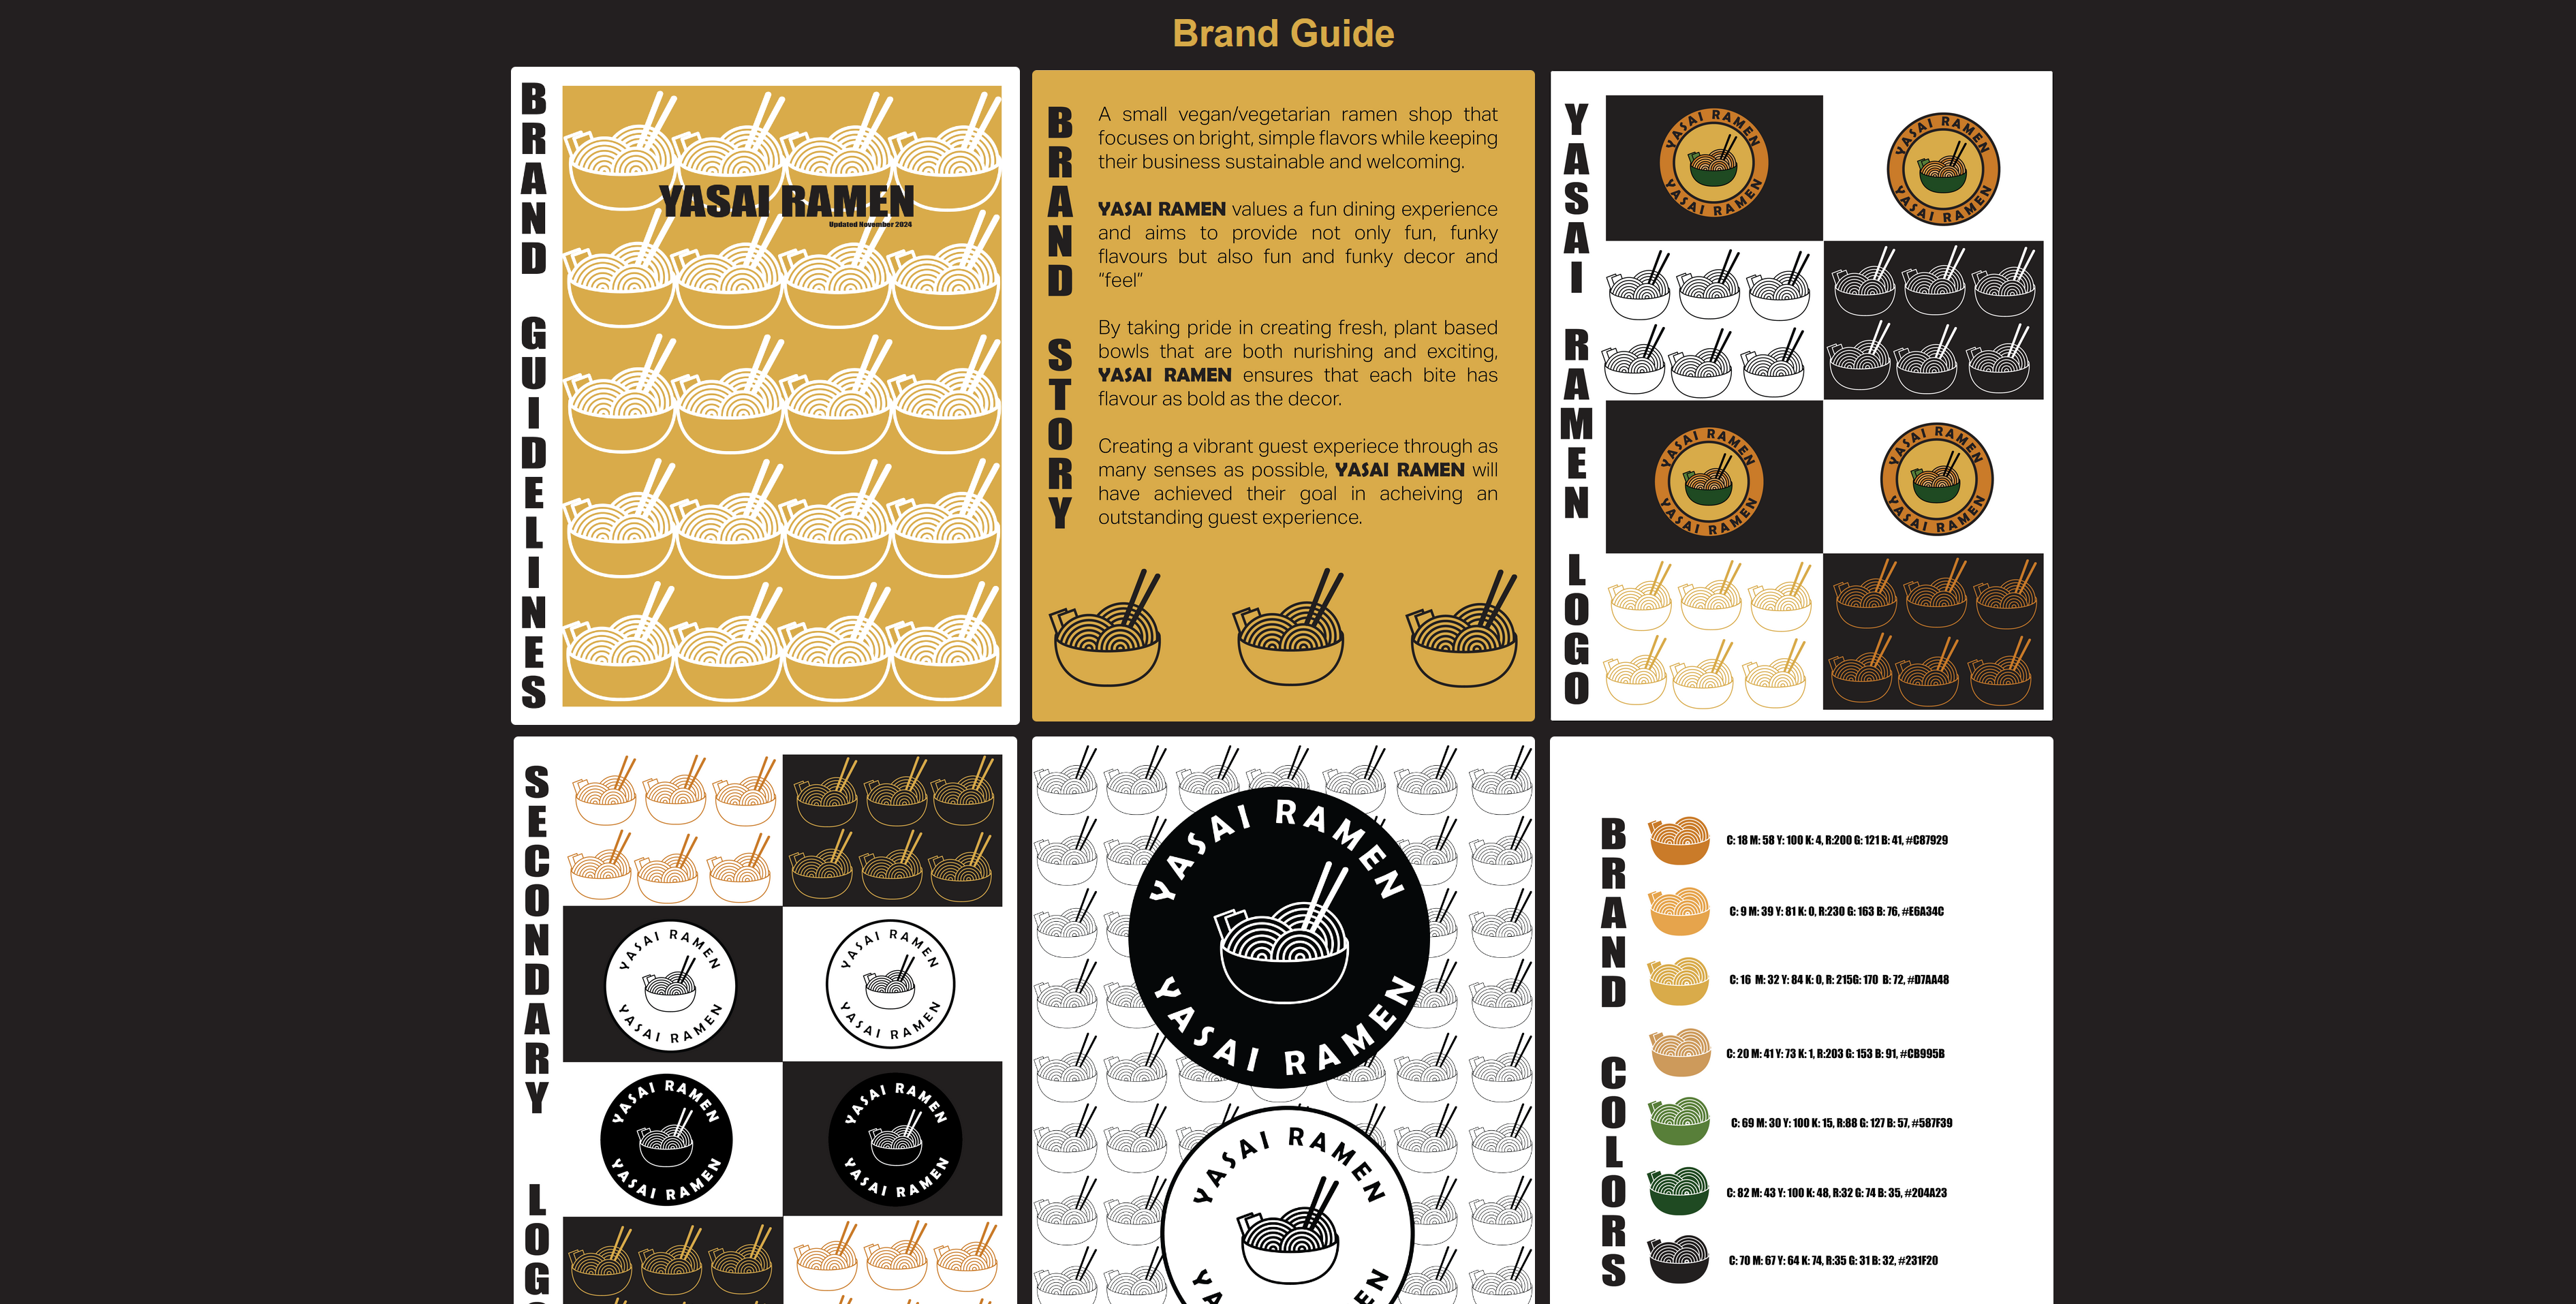 Brand Guide
BRAND GUIDELINES
YASAI RAMEN
Updated November 2024
BRAND STORY
A small vegan/vegetarian ramen shop that
focuses on bright, simple flavors while keeping
their business sustainable and welcoming.
YASAI RAMEN values a fun dining experience
and aims to provide not only fun, funky
flavours but also fun and funky decor and
“feel”
By taking pride in creating fresh, plant based
bowls that are both nurishing and exciting,
YASAI RAMEN ensures that each bite has
flavour as bold as the decor.
Creating a vibrant guest experiece through as
many senses as possible, YASAI RAMEN will
have achieved their goal in acheiving an
outstanding guest experience.
YASAI RAMEN LOGO
YASAI RAMEN
YASAI RAMEN
YASAI RAMEN
YASAI RAMEN
YASAI RAMEN
YASAI RAMEN
YASAI RAMEN
YASAI RAMEN
SECONDARY LOG
YASAI RAMEN
YASAI RAMEN
YASAI RAMEN
YASAI RAMEN
YASAI RAMEN
YASAI RAMEN
YASAI RAMEN
YASAI RAMEN
YASAI RAMEN
YASAI RAMEN
YASAI RAMEN
YA EN
BRAND COLORS
C: 18 M: 58 Y: 100 K: 4, R:200 G: 121 B: 41, #C87929
C: 9 M: 39 Y: 81 K: 0, R:230 G: 163 B: 76, #E6A34C
C: 16 M: 32 Y: 84 K: 0, R: 215G: 170 B: 72, #D7AA48
C: 20 M: 41 Y: 73 K: 1, R:203 G: 153 B: 91, #CB995B
C: 69 M: 30 Y: 100 K: 15, R:88 G: 127 B: 57, #587F39
C: 82 M: 43 Y: 100 K: 48, R:32 G: 74 B: 35, #204A23
C: 70 M: 67 Y: 64 K: 74, R:35 G: 31 B: 32, #231F20